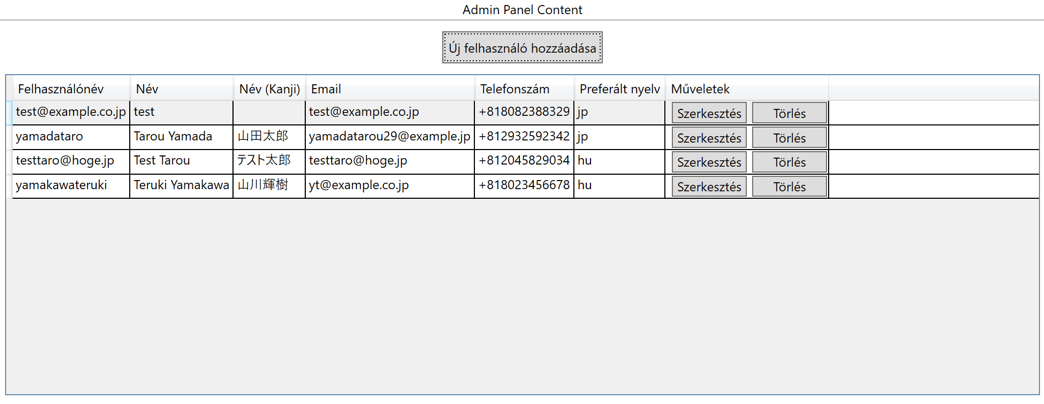 Admin Panel Content
Új felhasználó hozzáadása
Felhasználónév Név Név (Kanji) Email Telefonszám Preferált nyelv Műveletek
test@example.co.jp test test@example.co.jp +818082388329 jp Szerkesztés Törlés
yamadataro Tarou Yamada 山田太郎 yamadatarou29@example.jp +812932592342 jp Szerkesztés Törlés
testtaro@hoge.jp Test Tarou テスト太郎 testtaro@hoge.jp +812045829034 hu Szerkesztés Törlés
yamakawateruki Teruki Yamakawa 山川輝樹 yt@example.co.jp +818023456678 hu Szerkesztés Törlés